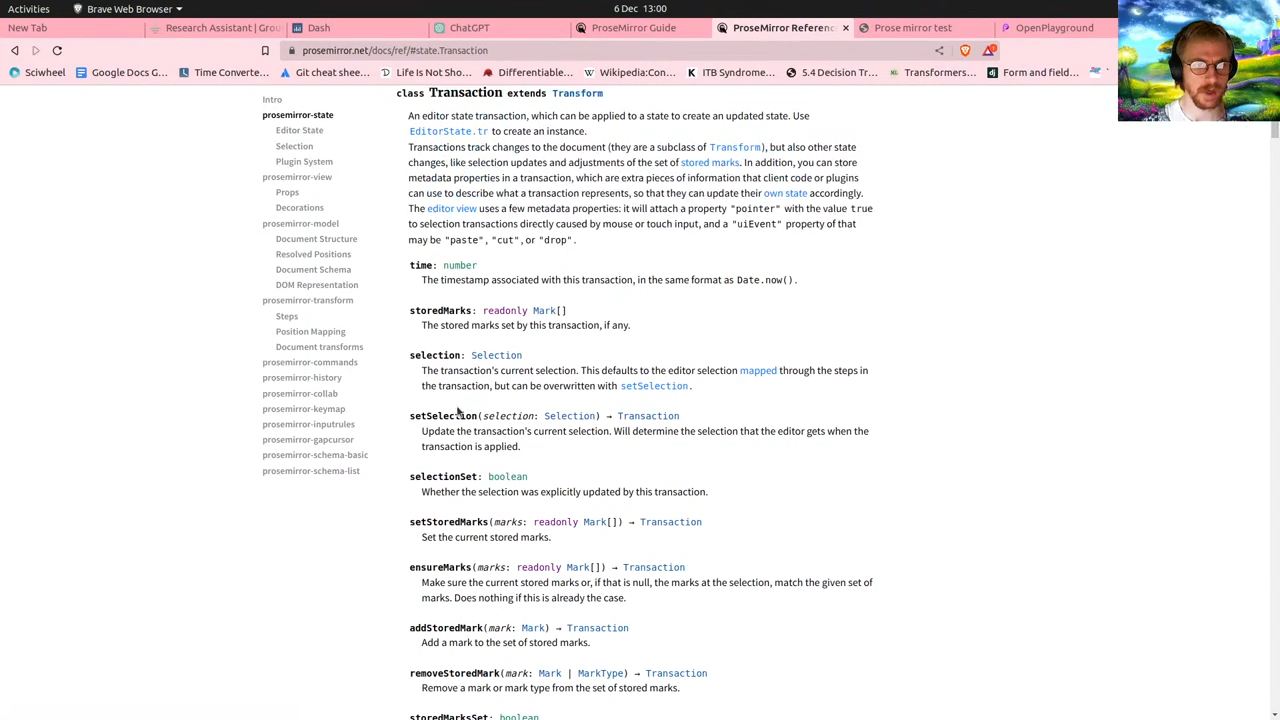 Activities
Brave Web Browser
6 Dec 13:00
New Tab
Research Assistant | Grou
Dash
ChatGPT
ProseMirror Guide
ProseMirror Referenc
Prose mirror test
OpenPlayground
prosemirror.net/docs/ref/#state.Transaction
Sciwheel
Google Docs G...
Time Converte...
Git cheat shee...
Life Is Not Sho...
Differentiable...
Wikipedia:Con...
ITB Syndrome...
5.4 Decision Tr...
Transformers...
Form and field...
Intro
prosemirror-state
Editor State
Selection
Plugin System
prosemirror-view
Props
Decorations
prosemirror-model
Document Structure
Resolved Positions
Document Schema
DOM Representation
prosemirror-transform
Steps
Position Mapping
Document transforms
prosemirror-commands
prosemirror-history
prosemirror-collab
prosemirror-keymap
prosemirror-inputrules
prosemirror-gapcursor
prosemirror-schema-basic
prosemirror-schema-list
class Transaction extends Transform
An editor state transaction, which can be applied to a state to create an updated state. Use
EditorState.tr to create an instance.
Transactions track changes to the document (they are a subclass of Transform), but also other state
changes, like selection updates and adjustments of the set of stored marks. In addition, you can store
metadata properties in a transaction, which are extra pieces of information that client code or plugins
can use to describe what a transaction represents, so that they can update their own state accordingly.
The editor view uses a few metadata properties: it will attach a property "pointer" with the value true
to selection transactions directly caused by mouse or touch input, and a "uiEvent" property of that
may be "paste", "cut", or "drop".
time: number
The timestamp associated with this transaction, in the same format as Date.now().
storedMarks: readonly Mark[]
The stored marks set by this transaction, if any.
selection: Selection
The transaction's current selection. This defaults to the editor selection mapped through the steps in
the transaction, but can be overwritten with setSelection.
setSelection(selection: Selection) → Transaction
Update the transaction's current selection. Will determine the selection that the editor gets when the
transaction is applied.
selectionSet: boolean
Whether the selection was explicitly updated by this transaction.
setStoredMarks(marks: readonly Mark[]) → Transaction
Set the current stored marks.
ensureMarks(marks: readonly Mark[]) → Transaction
Make sure the current stored marks or, if that is null, the marks at the selection, match the given set of
marks. Does nothing if this is already the case.
addStoredMark(mark: Mark) → Transaction
Add a mark to the set of stored marks.
removeStoredMark(mark: Mark | MarkType) → Transaction
Remove a mark or mark type from the set of stored marks.
storedMarksSet: boolean